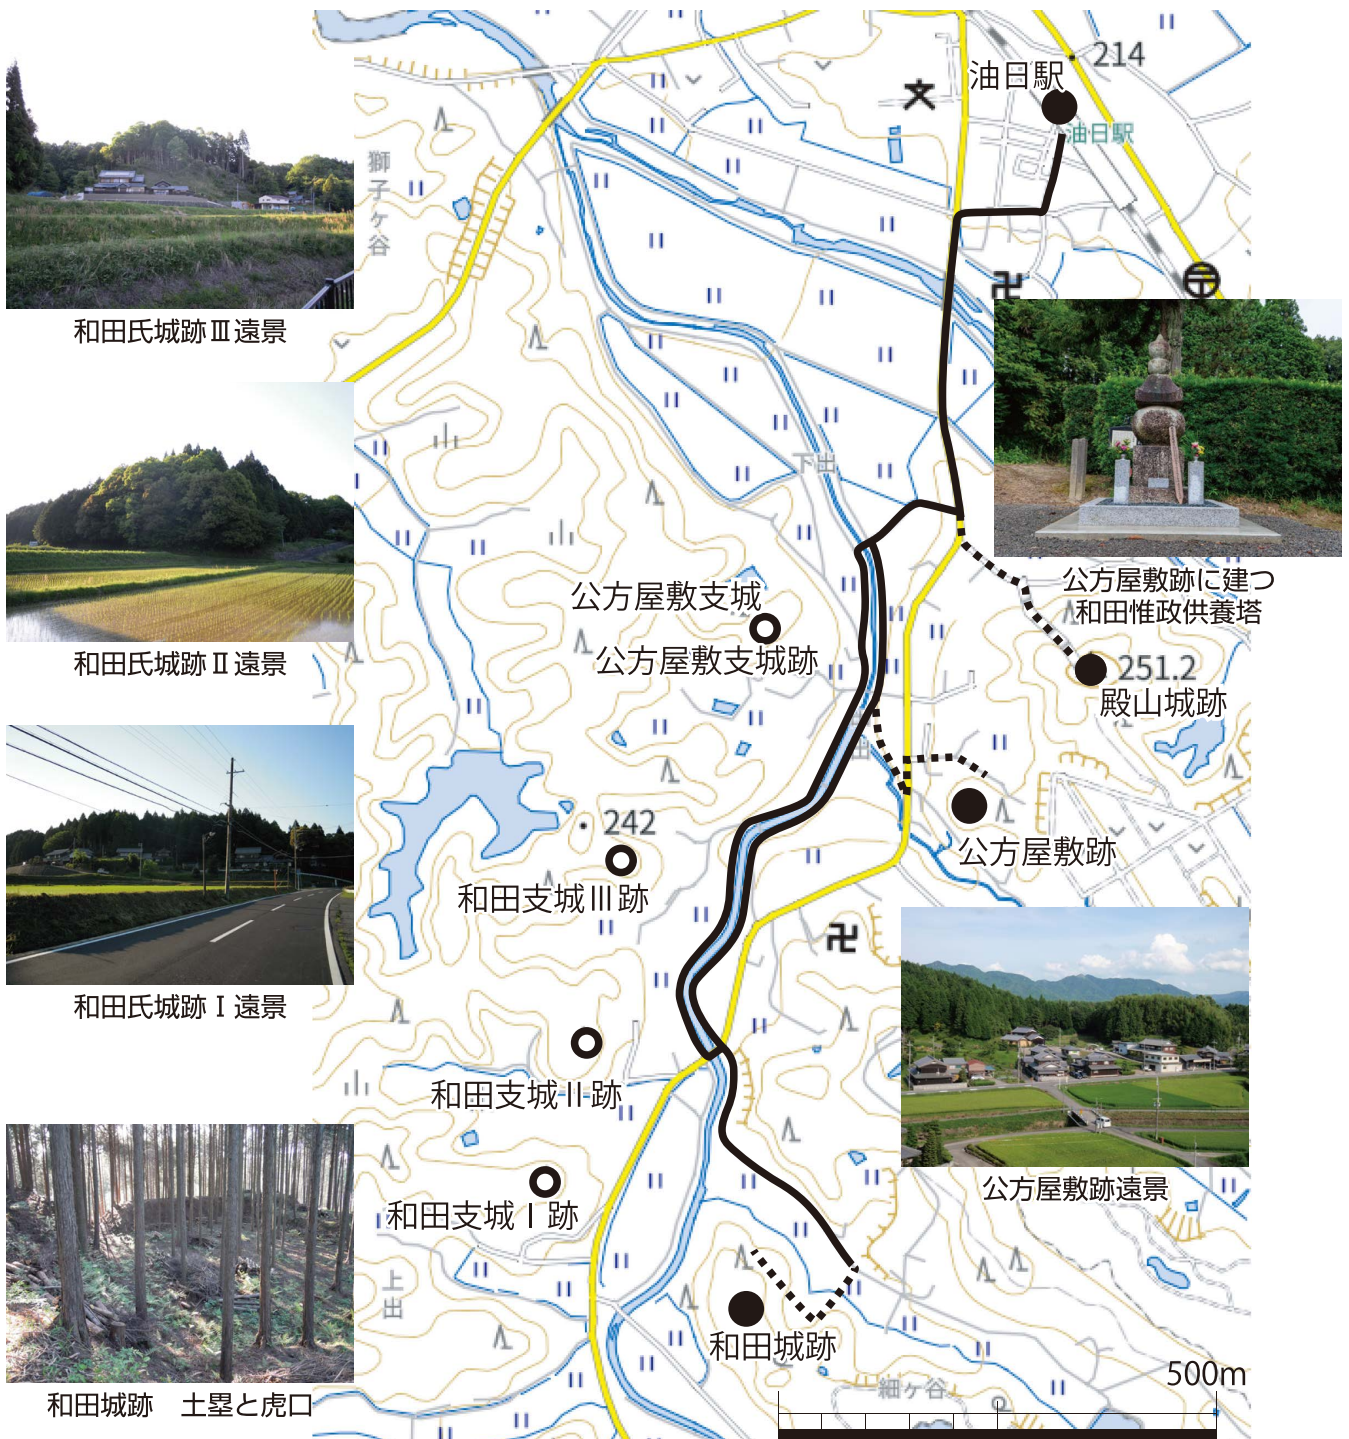 油日駅
214
油日駅
獅子ヶ谷
和田氏城跡Ⅲ遠景
下出
公方屋敷支城
公方屋敷支城跡
公方屋敷跡に建つ
和田惟政供養塔
251.2
殿山城跡
和田氏城跡Ⅱ遠景
242
公方屋敷跡
和田支城Ⅲ跡
和田氏城跡Ⅰ遠景
和田支城Ⅱ跡
和田支城Ⅰ跡
公方屋敷跡遠景
上出
和田城跡
細ヶ谷
500m
和田城跡　土塁と虎口